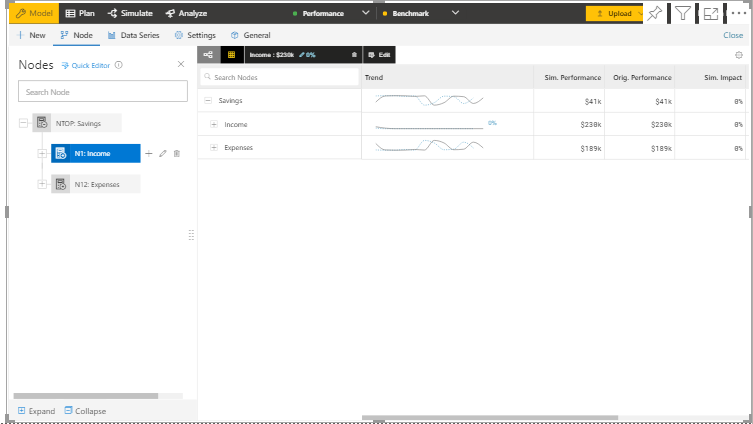 Model Plan Simulate Analyze Performance Benchmark Upload
New Node Data Series Settings General Close
Nodes Quick Editor
Income : $230k 0% Edit
Search Node
Search Nodes Trend Sim. Performance Orig. Performance Sim. Impact
Savings $41k $41k 0%
Income 0% $230k $230k 0%
Expenses $189k $189k 0%
NTOP: Savings
N1: Income
N12: Expenses
Expand Collapse